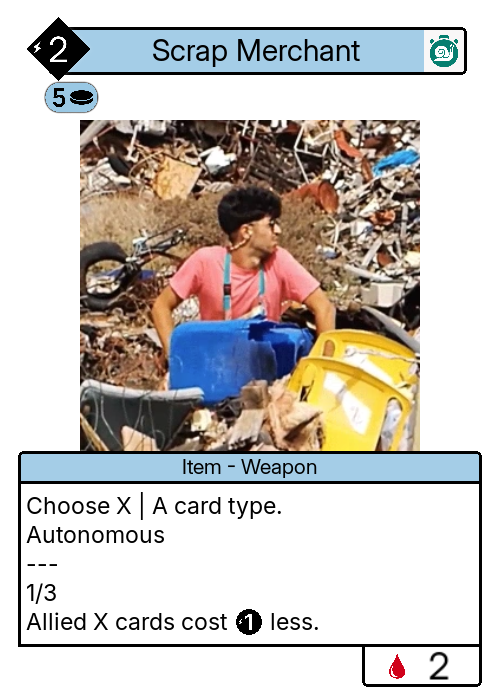 2
Scrap Merchant
5
Item - Weapon
Choose X | A card type.
Autonomous
---
1/3
Allied X cards cost 1 less.
2